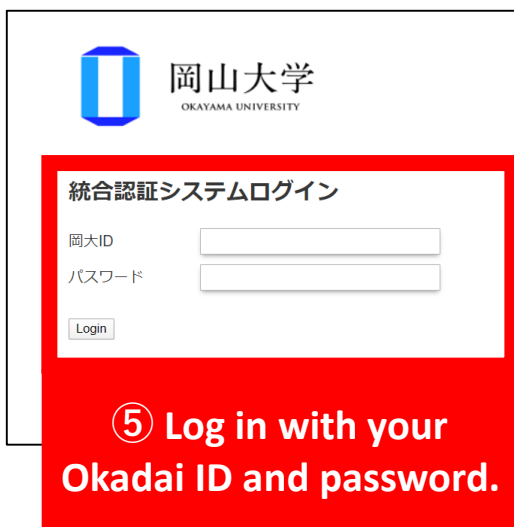 岡山大学
OKAYAMA UNIVERSITY
統合認証システムログイン
岡大ID
パスワード
Login
⑤ Log in with your
Okadai ID and password.